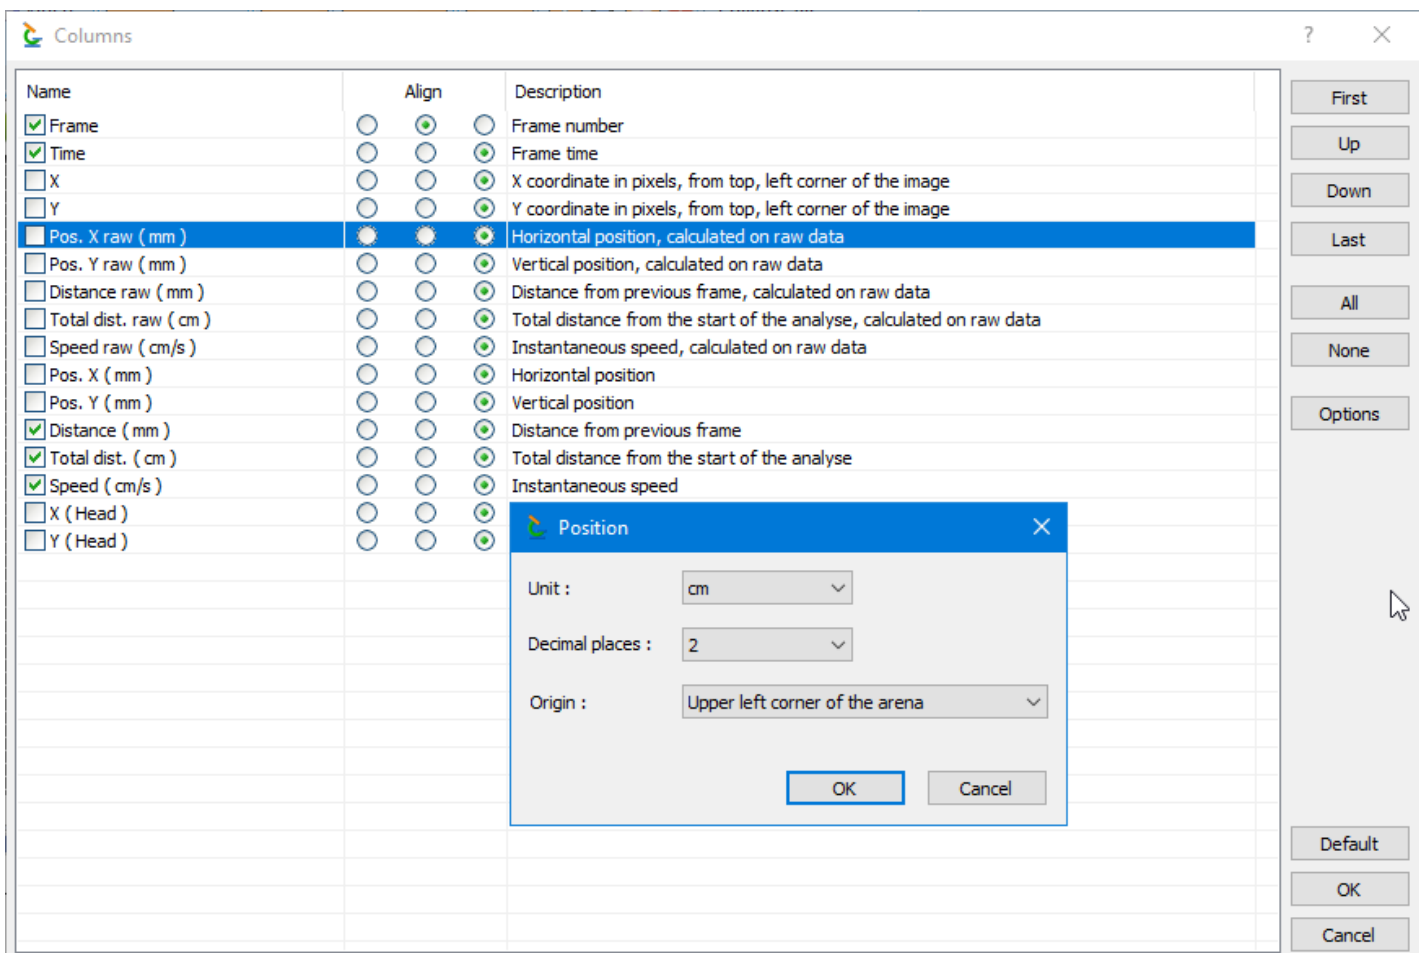 Columns
?
Name Align Description
Frame Frame number
Time Frame time
X X coordinate in pixels, from top, left corner of the image
Y Y coordinate in pixels, from top, left corner of the image
Pos. X raw ( mm ) Horizontal position, calculated on raw data
Pos. Y raw ( mm ) Vertical position, calculated on raw data
Distance raw ( mm ) Distance from previous frame, calculated on raw data
Total dist. raw ( cm ) Total distance from the start of the analyse, calculated on raw data
Speed raw ( cm/s ) Instantaneous speed, calculated on raw data
Pos. X ( mm ) Horizontal position
Pos. Y ( mm ) Vertical position
Distance ( mm ) Distance from previous frame
Total dist. ( cm ) Total distance from the start of the analyse
Speed ( cm/s ) Instantaneous speed
X ( Head )
Y ( Head )
Position
Unit : cm
Decimal places : 2
Origin : Upper left corner of the arena
OK Cancel
First
Up
Down
Last
All
None
Options
Default
OK
Cancel